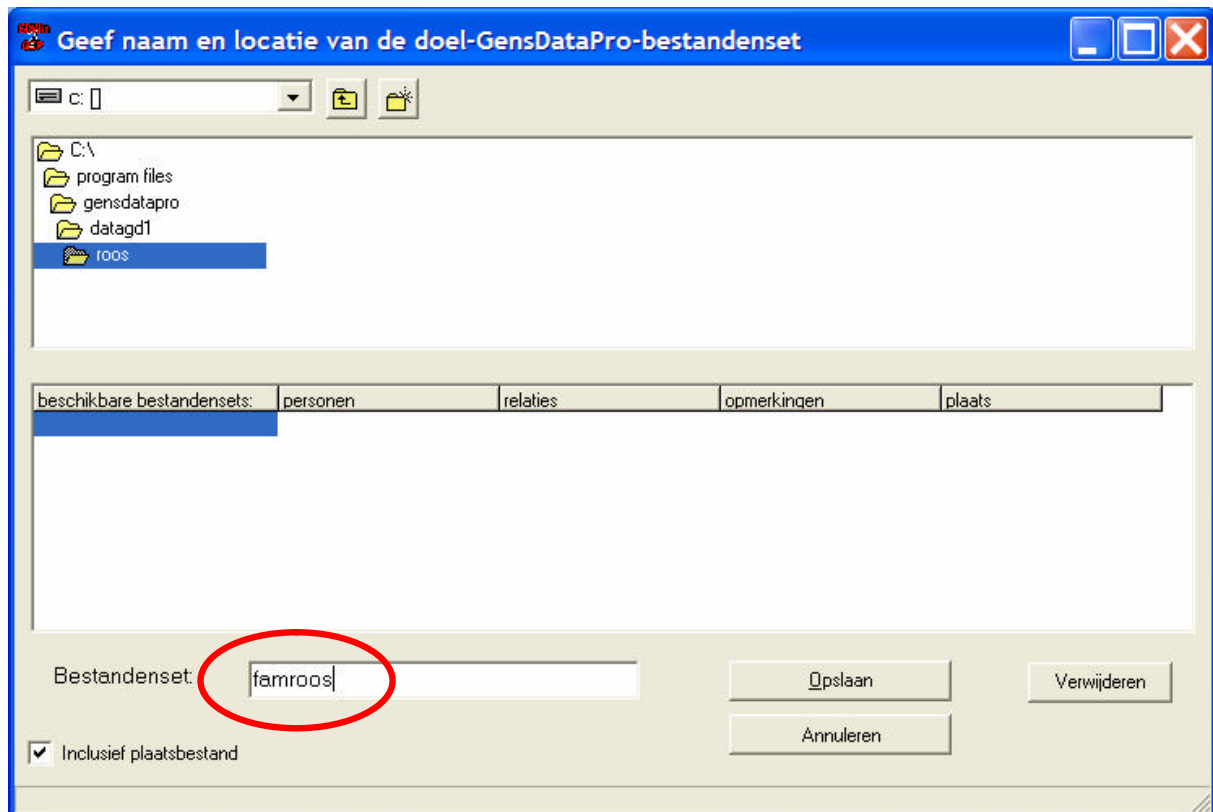 Geef naam en locatie van de doel-GensDataPro-bestandenset
c: []
C:\
program files
gensdatapro
datagd1
roos
beschikbare bestandensets: personen relaties opmerkingen plaats
Bestandenset: famroos Opslaan Verwijderen
Annuleren
Inclusief plaatsbestand